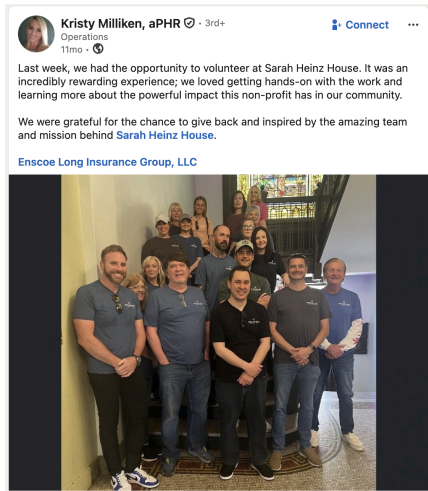 Kristy Milliken, aPHR · 3rd+
Operations
11mo ·
Connect
Last week, we had the opportunity to volunteer at Sarah Heinz House. It was an
incredibly rewarding experience; we loved getting hands-on with the work and
learning more about the powerful impact this non-profit has in our community.
We were grateful for the chance to give back and inspired by the amazing team
and mission behind Sarah Heinz House.
Enscoe Long Insurance Group, LLC